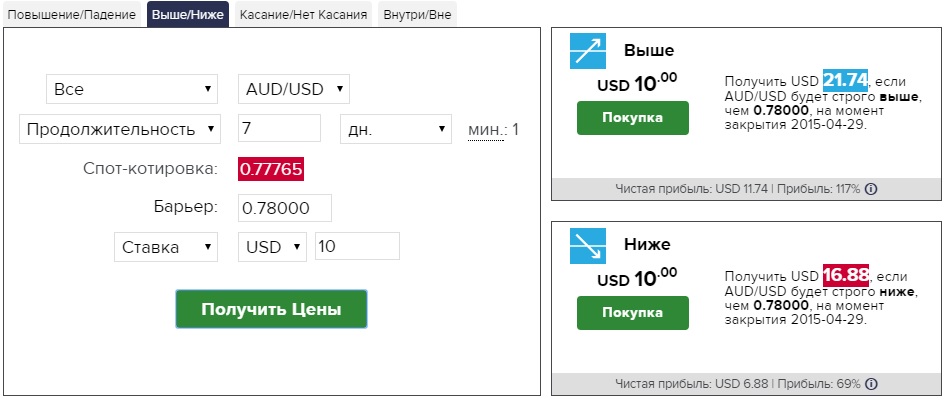 Повышение/Падение Выше/Ниже Касание/Нет Касания Внутри/Вне
Все AUD/USD
Продолжительность 7 дн. мин.: 1
Спот-котировка: 0.77765
Барьер: 0.78000
Ставка USD 10
Получить Цены
Выше
USD 10.00
Покупка
Получить USD 21.74, если
AUD/USD будет строго выше,
чем 0.78000, на момент
закрытия 2015-04-29.
Чистая прибыль: USD 11.74 | Прибыль: 117%
Ниже
USD 10.00
Покупка
Получить USD 16.88, если
AUD/USD будет строго ниже,
чем 0.78000, на момент
закрытия 2015-04-29.
Чистая прибыль: USD 6.88 | Прибыль: 69%